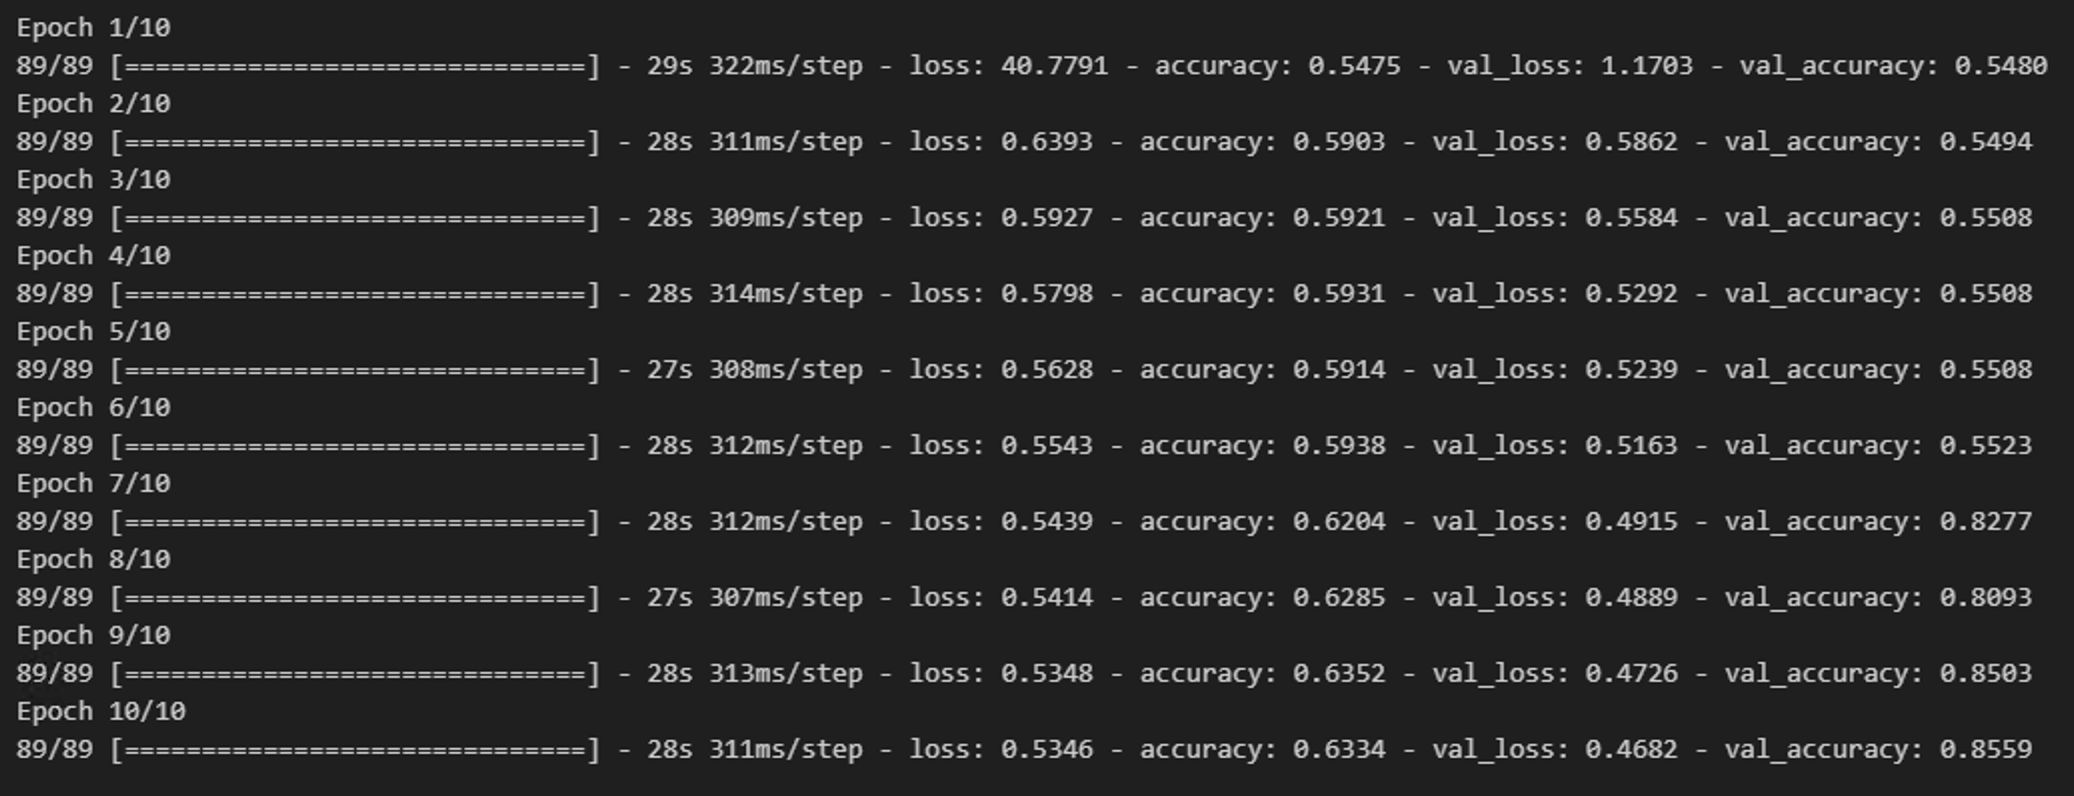 Epoch 1/10
89/89 [==============================] - 29s 322ms/step - loss: 40.7791 - accuracy: 0.5475 - val_loss: 1.1703 - val_accuracy: 0.5480
Epoch 2/10
89/89 [==============================] - 28s 311ms/step - loss: 0.6393 - accuracy: 0.5903 - val_loss: 0.5862 - val_accuracy: 0.5494
Epoch 3/10
89/89 [==============================] - 28s 309ms/step - loss: 0.5927 - accuracy: 0.5921 - val_loss: 0.5584 - val_accuracy: 0.5508
Epoch 4/10
89/89 [==============================] - 28s 314ms/step - loss: 0.5798 - accuracy: 0.5931 - val_loss: 0.5292 - val_accuracy: 0.5508
Epoch 5/10
89/89 [==============================] - 27s 308ms/step - loss: 0.5628 - accuracy: 0.5914 - val_loss: 0.5239 - val_accuracy: 0.5508
Epoch 6/10
89/89 [==============================] - 28s 312ms/step - loss: 0.5543 - accuracy: 0.5938 - val_loss: 0.5163 - val_accuracy: 0.5523
Epoch 7/10
89/89 [==============================] - 28s 312ms/step - loss: 0.5439 - accuracy: 0.6204 - val_loss: 0.4915 - val_accuracy: 0.8277
Epoch 8/10
89/89 [==============================] - 27s 307ms/step - loss: 0.5414 - accuracy: 0.6285 - val_loss: 0.4889 - val_accuracy: 0.8093
Epoch 9/10
89/89 [==============================] - 28s 313ms/step - loss: 0.5348 - accuracy: 0.6352 - val_loss: 0.4726 - val_accuracy: 0.8503
Epoch 10/10
89/89 [==============================] - 28s 311ms/step - loss: 0.5346 - accuracy: 0.6334 - val_loss: 0.4682 - val_accuracy: 0.8559